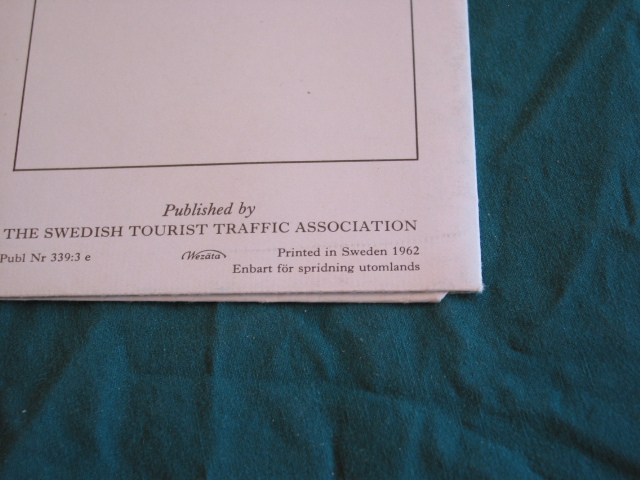 Published by
THE SWEDISH TOURIST TRAFFIC ASSOCIATION
Publ Nr 339:3 e Wezäta Printed in Sweden 1962
Enbart för spridning utomlands